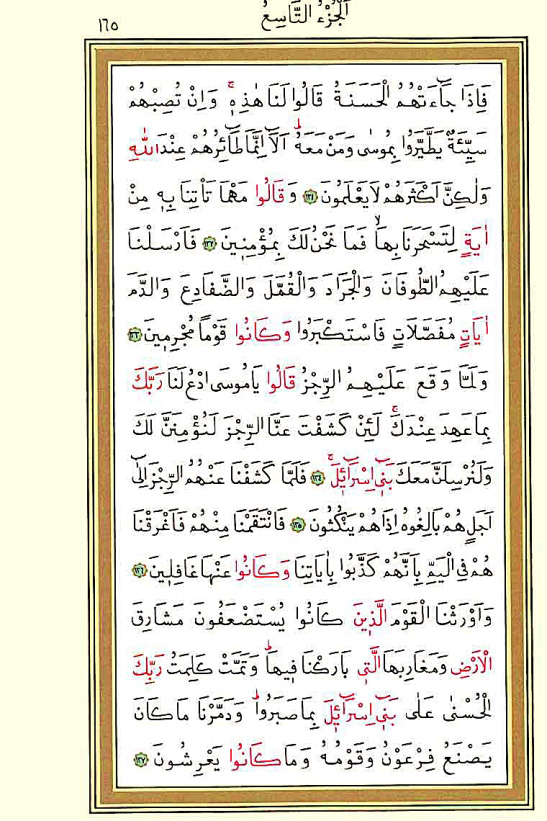 اَلْجُزْءُ التَّاسِعُ
١٦٥
فَاِذَا جَٓاءَتْهُمُ الْحَسَنَةُ قَالُوا لَنَا هٰذِهٖۚ وَاِنْ تُصِبْهُمْ
سَيِّئَةٌ يَطَّيَّرُوا بِمُوسٰى وَمَنْ مَعَهُۜ اَلَٓا اِنَّمَا طَٓائِرُهُمْ عِنْدَ اللّٰهِ
وَلٰكِنَّ اَكْثَرَهُمْ لَا يَعْلَمُونَ ﴿١٣١﴾ وَقَالُوا مَهْمَا تَأْتِنَا بِهٖ مِنْ
اٰيَةٍ لِتَسْحَرَنَا بِهَاۙ فَمَا نَحْنُ لَكَ بِمُؤْمِنٖينَ ﴿١٣٢﴾ فَاَرْسَلْنَا
عَلَيْهِمُ الطُّوفَانَ وَالْجَرَادَ وَالْقُمَّلَ وَالضَّفَادِعَ وَالدَّمَ
اٰيَاتٍ مُفَصَّلَاتٍ فَاسْتَكْبَرُوا وَكَانُوا قَوْمًا مُجْرِمٖينَ ﴿١٣٣﴾
وَلَمَّا وَقَعَ عَلَيْهِمُ الرِّجْزُ قَالُوا يَا مُوسَى ادْعُ لَنَا رَبَّكَ
بِمَا عَهِدَ عِنْدَكَۚ لَئِنْ كَشَفْتَ عَنَّا الرِّجْزَ لَنُؤْمِنَنَّ لَكَ
وَلَنُرْسِلَنَّ مَعَكَ بَنٖٓي اِسْرَٓائٖلَۚ ﴿١٣٤﴾ فَلَمَّا كَشَفْنَا عَنْهُمُ الرِّجْزَ اِلٰٓى
اَجَلٍ هُمْ بَالِغُوهُ اِذَا هُمْ يَنْكُثُونَ ﴿١٣٥﴾ فَانْتَقَمْنَا مِنْهُمْ فَاَغْرَقْنَا
هُمْ فِي الْيَمِّ بِاَنَّهُمْ كَذَّبُوا بِاٰيَاتِنَا وَكَانُوا عَنْهَا غَافِلٖينَ ﴿١٣٦﴾
وَاَوْرَثْنَا الْقَوْمَ الَّذٖينَ كَانُوا يُسْتَضْعَفُونَ مَشَارِقَ
الْاَرْضِ وَمَغَارِبَهَا الَّتٖي بَارَكْنَا فٖيهَاۜ وَتَمَّتْ كَلِمَتُ رَبِّكَ
الْحُسْنٰى عَلٰى بَنٖٓي اِسْرَٓائٖلَ بِمَا صَبَرُواۜ وَدَمَّرْنَا مَا كَانَ
يَصْنَعُ فِرْعَوْنُ وَقَوْمُهُ وَمَا كَانُوا يَعْرِشُونَ ﴿١٣٧﴾